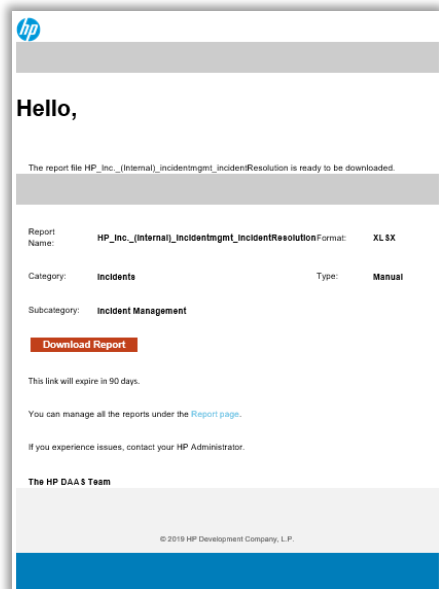 hp
Hello,
The report file HP_Inc._(Internal)_incidentmgmt_incidentResolution is ready to be downloaded.
Report Name: HP_Inc._(Internal)_incidentmgmt_incidentResolution Format: XLSX
Category: Incidents Type: Manual
Subcategory: Incident Management
Download Report
This link will expire in 90 days.
You can manage all the reports under the Report page.
If you experience issues, contact your HP Administrator.
The HP DAAS Team
© 2019 HP Development Company, L.P.